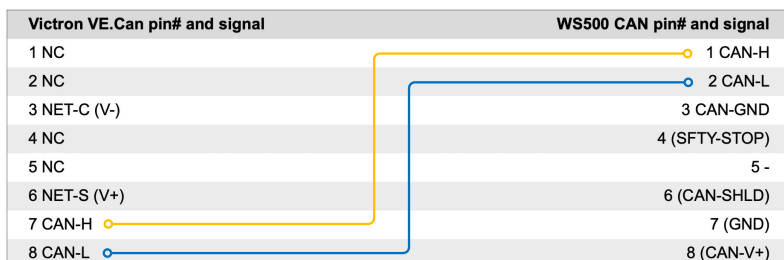 Victron VE.Can pin# and signal WS500 CAN pin# and signal
1 NC 1 CAN-H
2 NC 2 CAN-L
3 NET-C (V-) 3 CAN-GND
4 NC 4 (SFTY-STOP)
5 NC 5 -
6 NET-S (V+) 6 (CAN-SHLD)
7 CAN-H 7 (GND)
8 CAN-L 8 (CAN-V+)